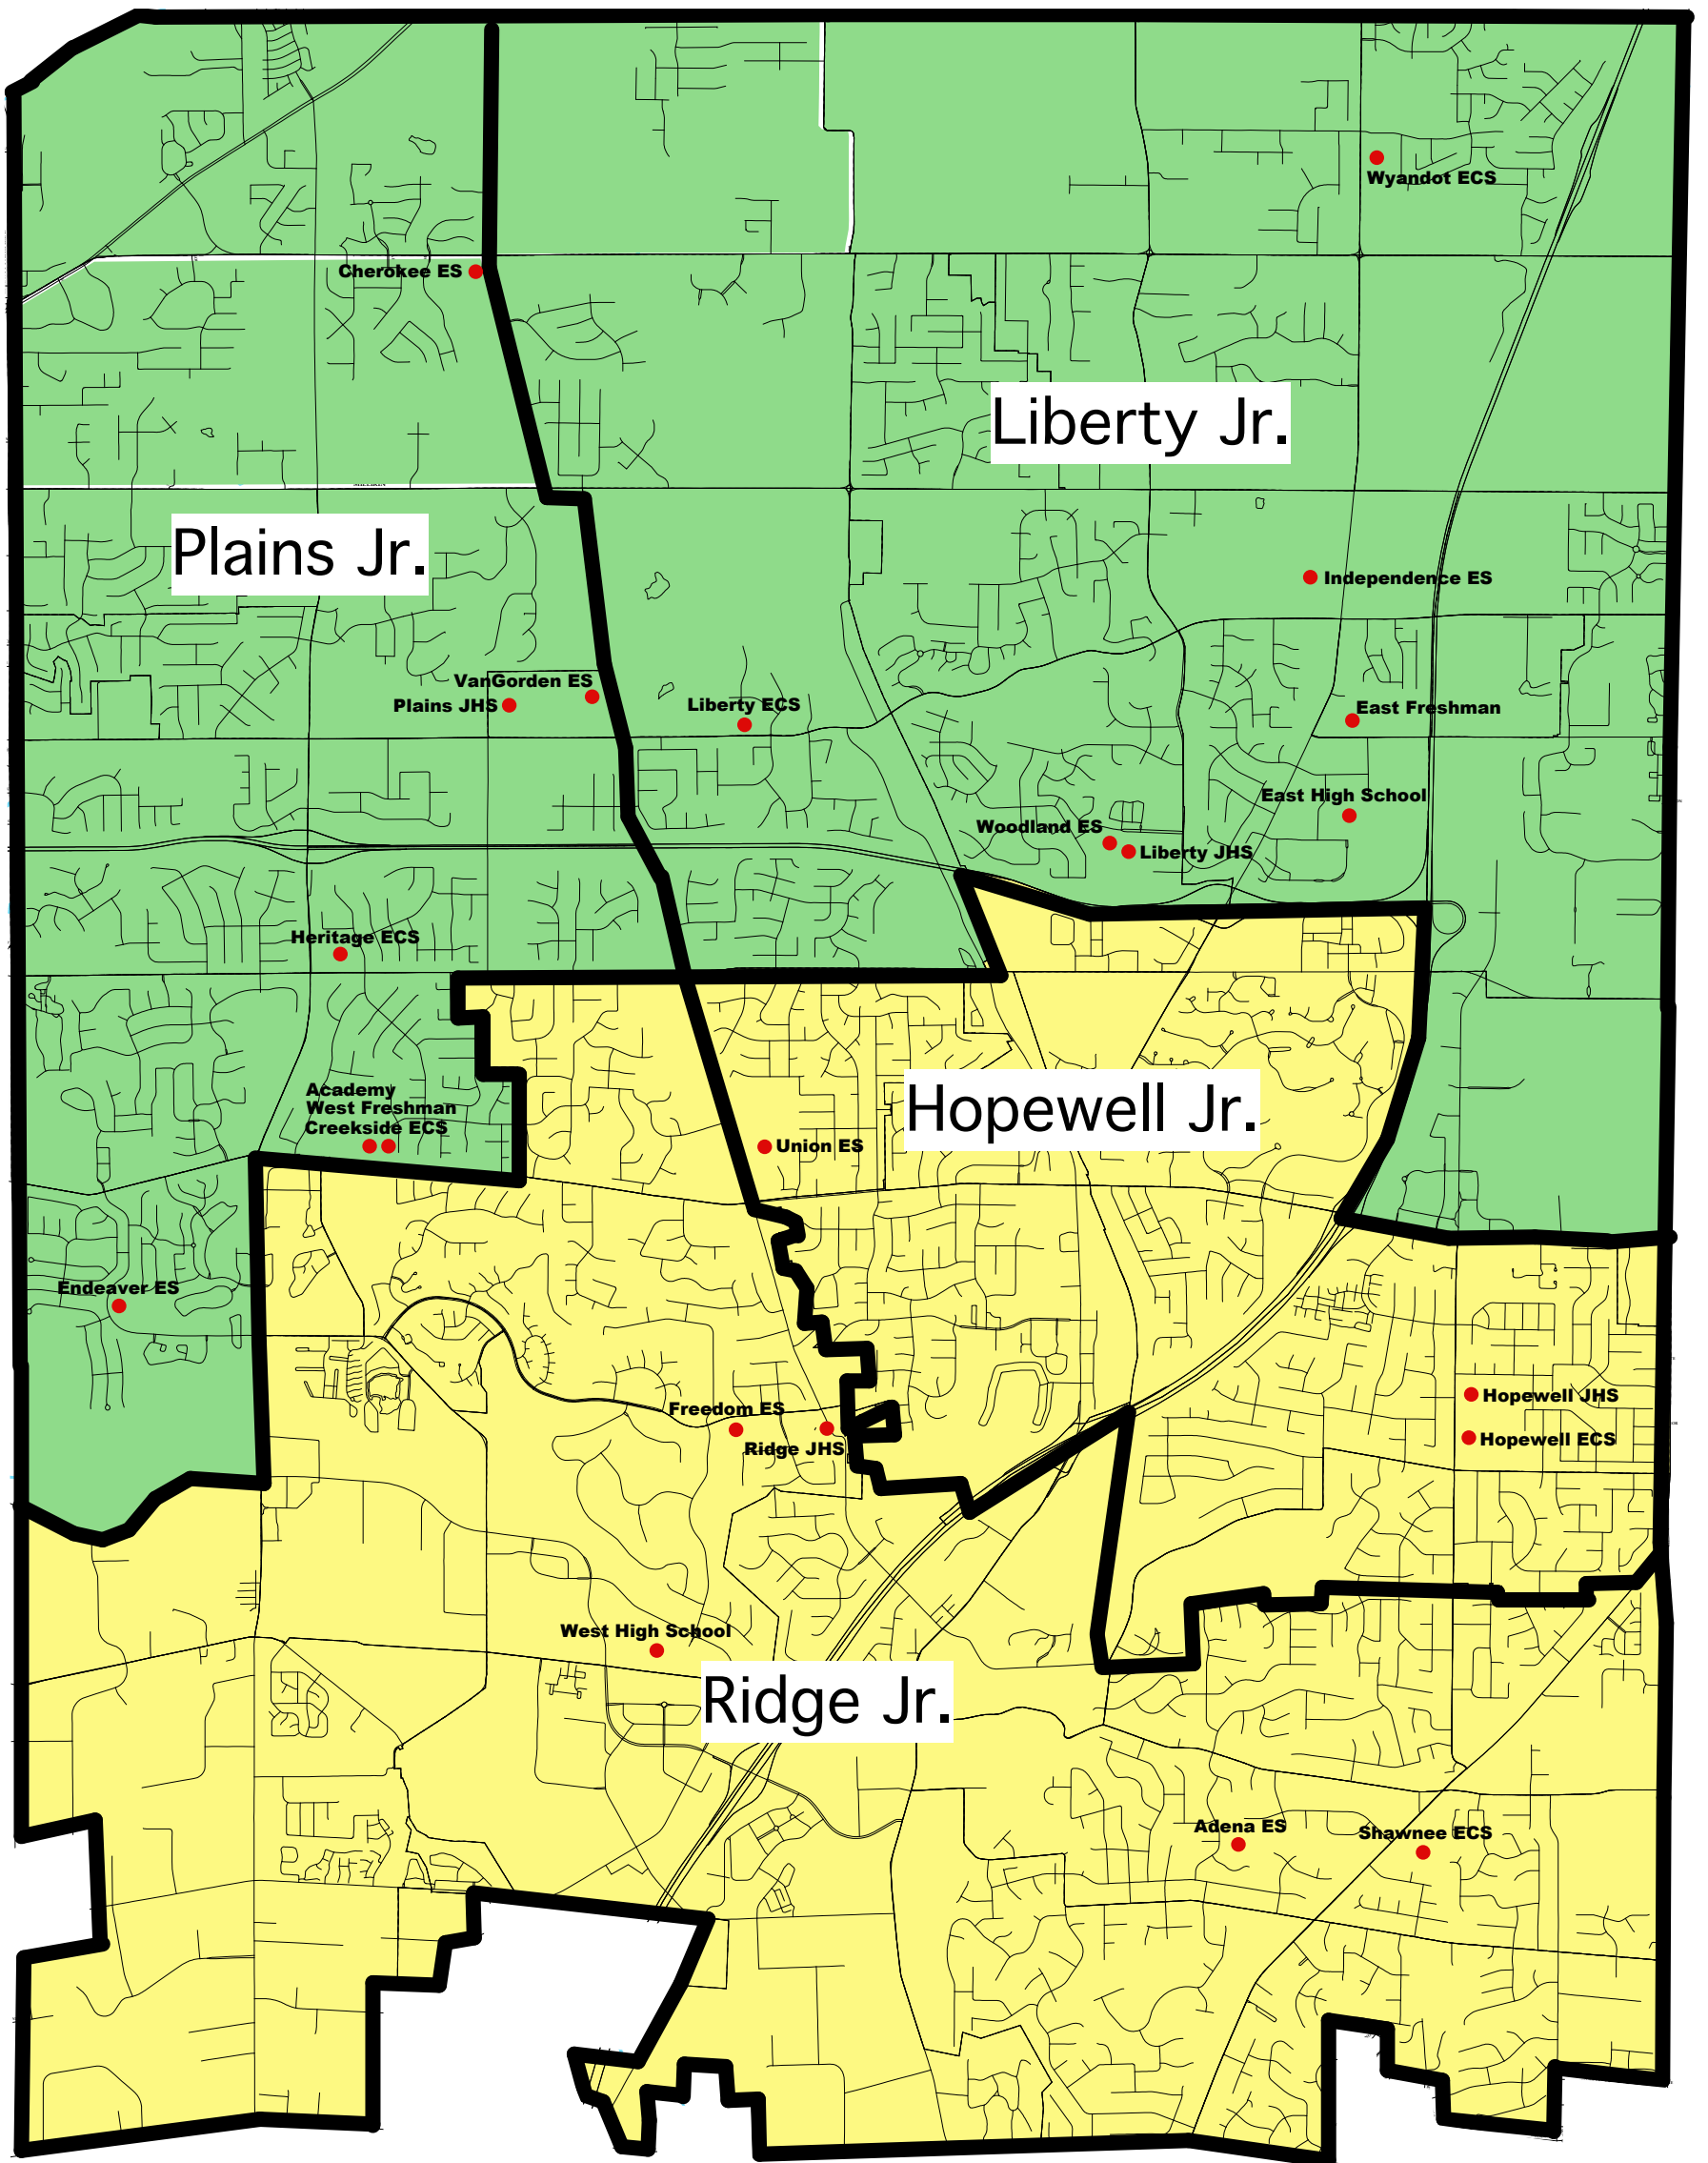 Wyandot ECS
Cherokee ES
Liberty Jr.
Plains Jr.
Independence ES
VanGorden ES
Plains JHS
Liberty ECS
East Freshman
East High School
Woodland ES
Liberty JHS
Heritage ECS
Academy
West Freshman
Creekside ECS
Hopewell Jr.
Union ES
Endeaver ES
Freedom ES
Ridge JHS
Hopewell JHS
Hopewell ECS
West High School
Ridge Jr.
Adena ES
Shawnee ECS